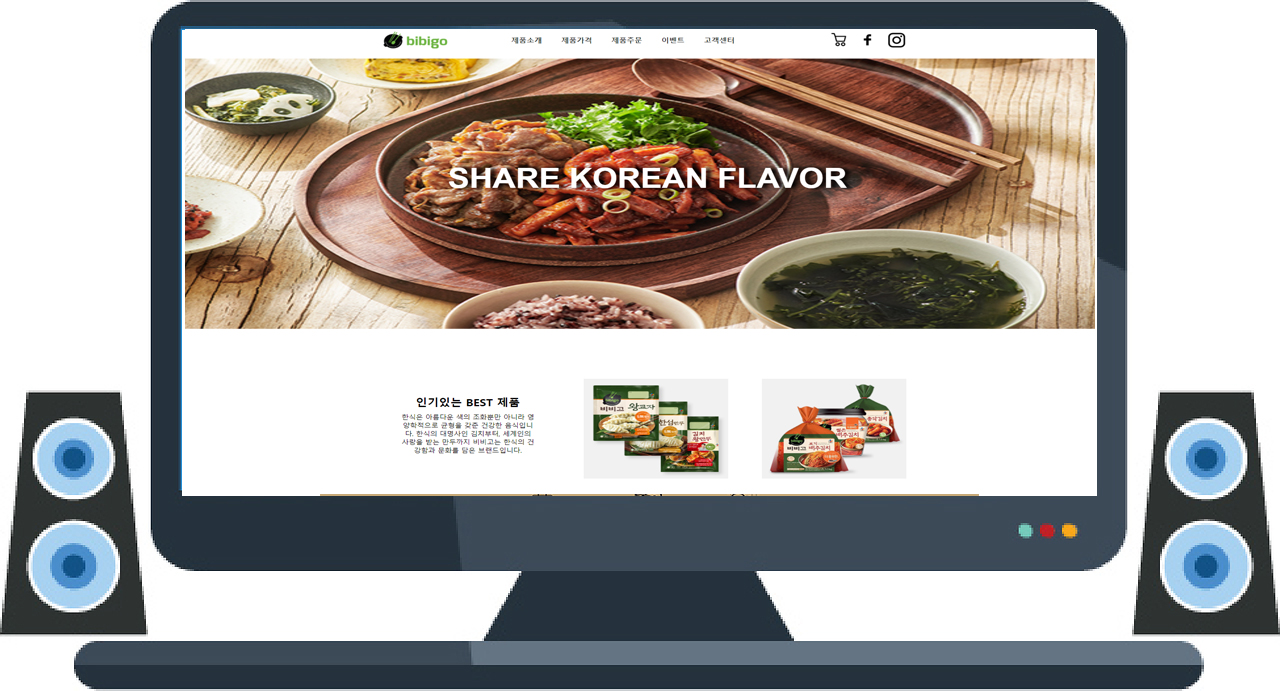 bibigo
제품소개 제품가격 제품주문 이벤트 고객센터
SHARE KOREAN FLAVOR
인기있는 BEST 제품
한식은 아름다운 색의 조화뿐만 아니라 영
양학적으로 균형을 갖춘 건강한 음식입니
다. 한식의 대명사인 김치부터, 세계인의
사랑을 받는 만두까지 비비고는 한식의 건
강함과 문화를 담은 브랜드입니다.
비비고 왕교자
한섬만두
김치
왕만두
비비고
배추김치